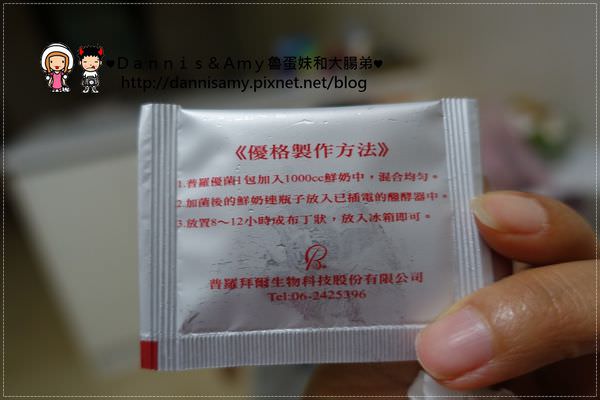 ♥Dannis＆Amy魯蛋妹和大腸弟♥
http://dannisamy.pixnet.net/blog
《優格製作方法》
1.普羅優菌1包加入1000cc鮮奶中，混合均勻。
2.加菌後的鮮奶連瓶子放入已插電的醱酵器中。
3.放置8～12小時成布丁狀，放入冰箱即可。
普羅拜爾生物科技股份有限公司
Tel:06-2425396